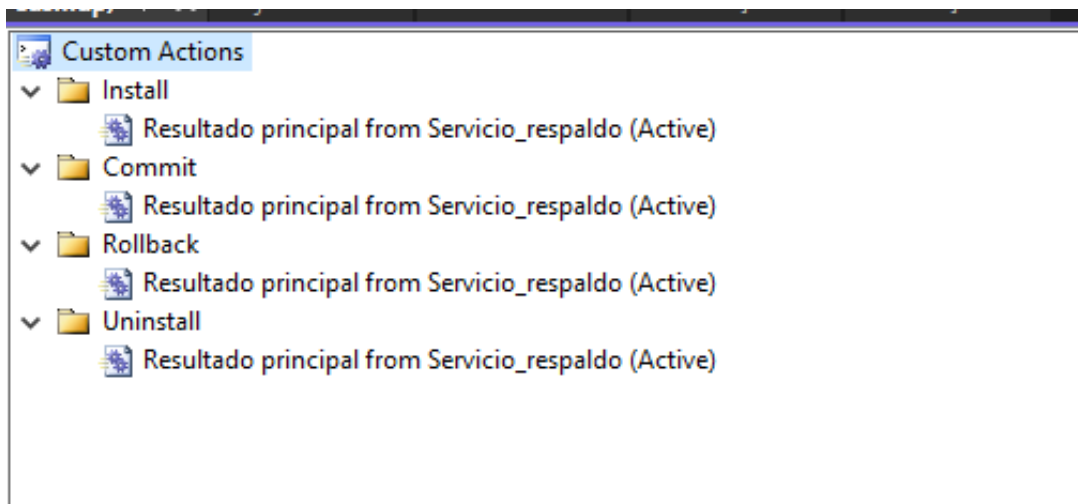 Custom Actions
Install
Resultado principal from Servicio_respaldo (Active)
Commit
Resultado principal from Servicio_respaldo (Active)
Rollback
Resultado principal from Servicio_respaldo (Active)
Uninstall
Resultado principal from Servicio_respaldo (Active)